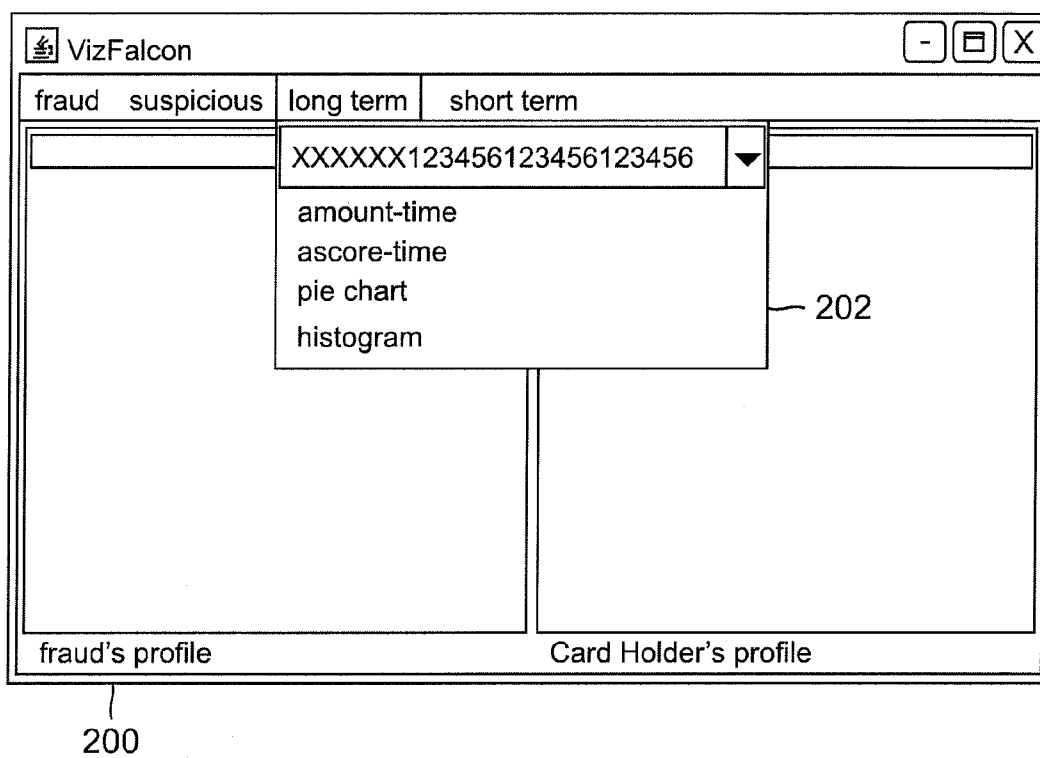 VizFalcon
- X
fraud suspicious long term short term
XXXXXX123456123456123456
amount-time
ascore-time
pie chart
202
histogram
fraud's profile Card Holder's profile
200